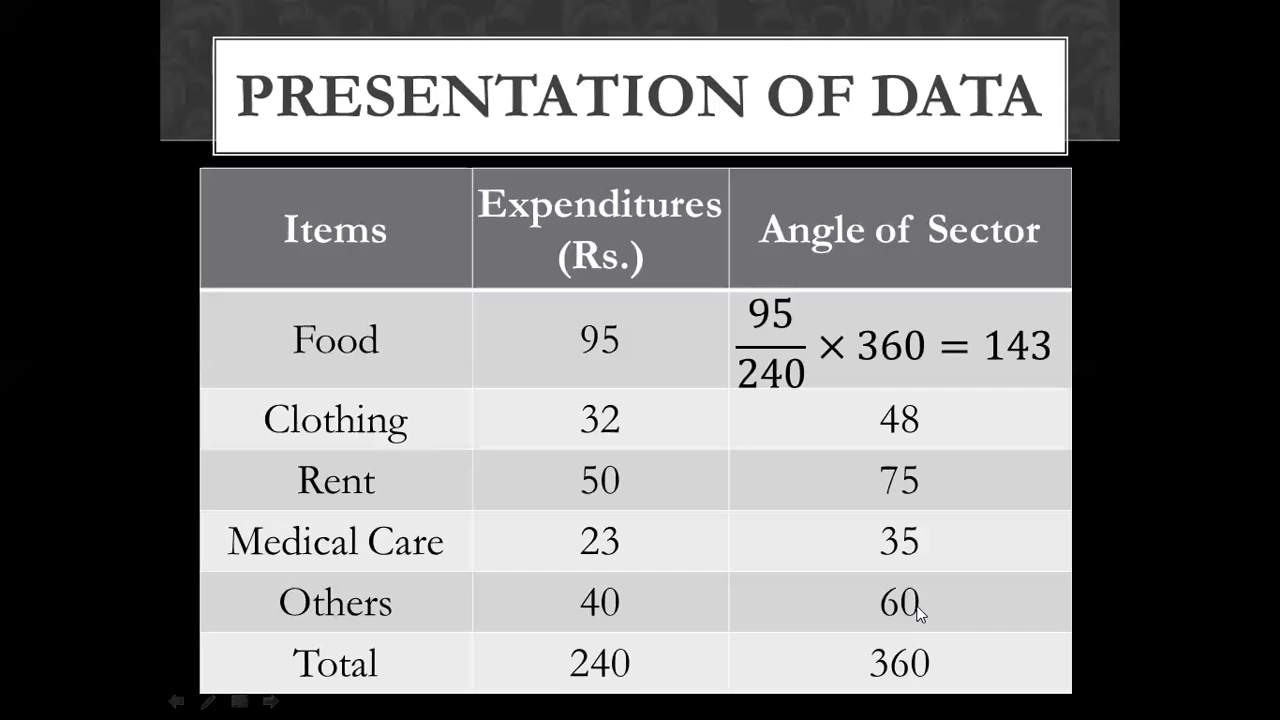 PRESENTATION OF DATA
Items
Expenditures
(Rs.)
Angle of Sector
Food
95
95/240 × 360 = 143
Clothing
32
48
Rent
50
75
Medical Care
23
35
Others
40
60
Total
240
360